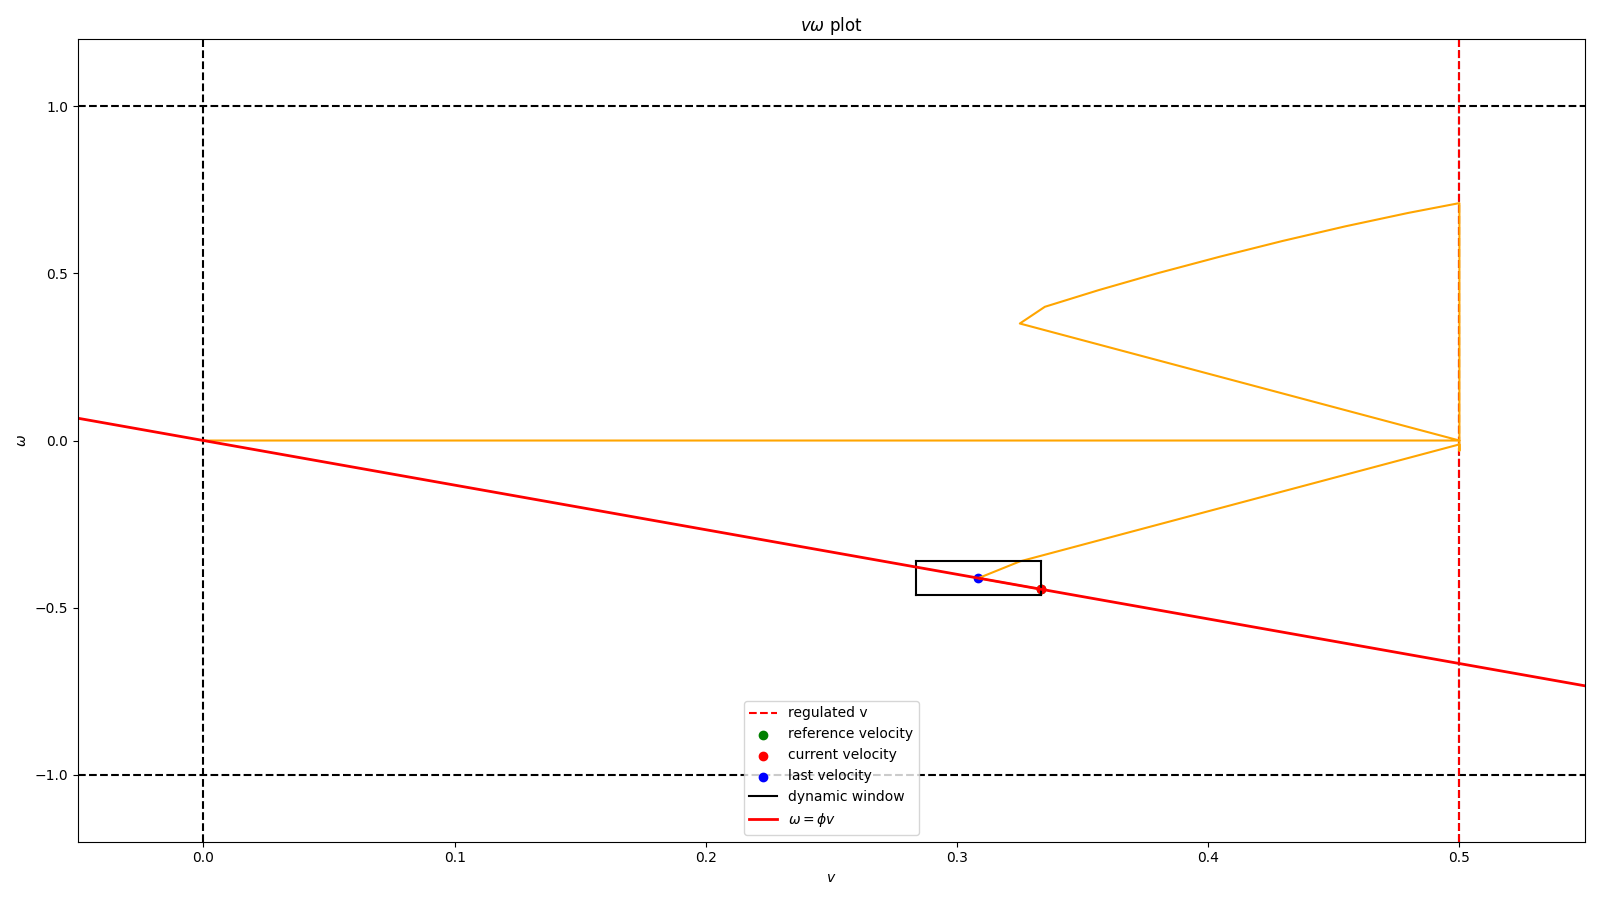 vω plot
1.0
0.5
0.0
−0.5
−1.0
ω
regulated v
reference velocity
current velocity
last velocity
dynamic window
ω = ϕv
0.0 0.1 0.2 0.3 0.4 0.5
v